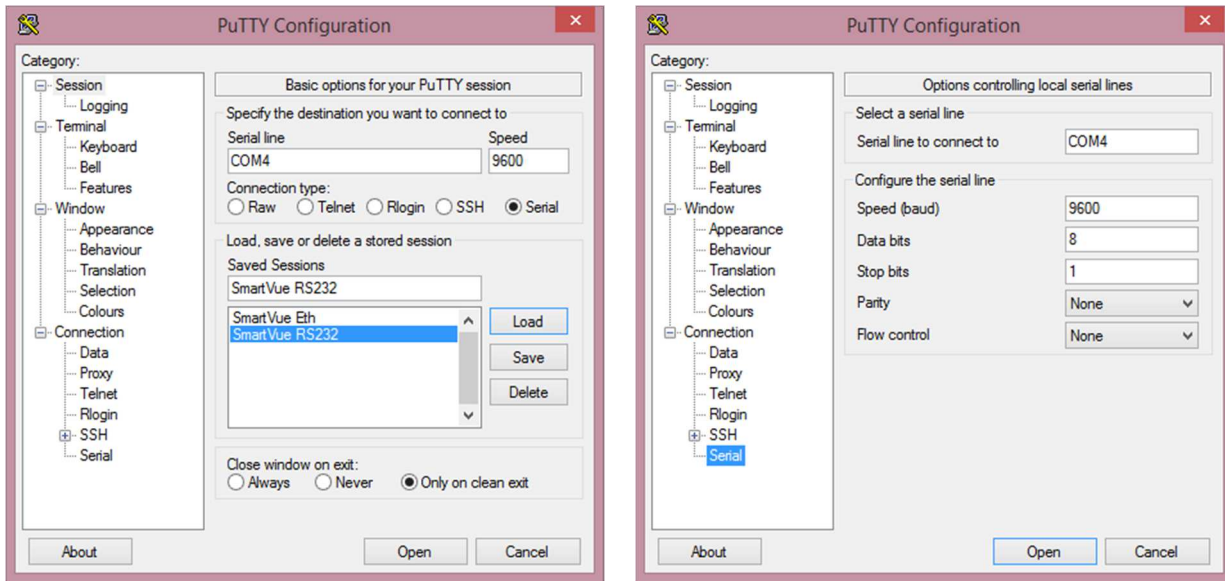 PuTTY Configuration
Category:
Session
Logging
Terminal
Keyboard
Bell
Features
Window
Appearance
Behaviour
Translation
Selection
Colours
Connection
Data
Proxy
Telnet
Rlogin
SSH
Serial
Basic options for your PuTTY session
Specify the destination you want to connect to
Serial line Speed
COM4 9600
Connection type:
Raw Telnet Rlogin SSH Serial
Load, save or delete a stored session
Saved Sessions
SmartVue RS232
SmartVue Eth
SmartVue RS232
Load
Save
Delete
Close window on exit:
Always Never Only on clean exit
About Open Cancel
PuTTY Configuration
Category:
Session
Logging
Terminal
Keyboard
Bell
Features
Window
Appearance
Behaviour
Translation
Selection
Colours
Connection
Data
Proxy
Telnet
Rlogin
SSH
Serial
Options controlling local serial lines
Select a serial line
Serial line to connect to COM4
Configure the serial line
Speed (baud) 9600
Data bits 8
Stop bits 1
Parity None
Flow control None
About Open Cancel